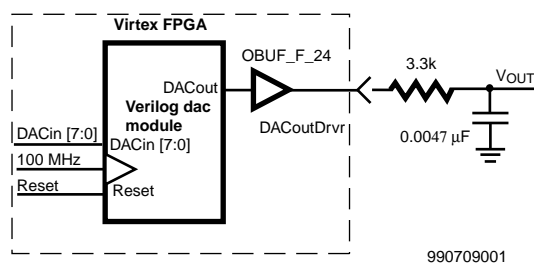 Virtex FPGA
OBUF_F_24
DACout
Verilog dac
module
DACin [7:0]
DACin [7:0]
100 MHz
Reset
Reset
DACoutDrvr
3.3k
VOUT
0.0047 µF
990709001